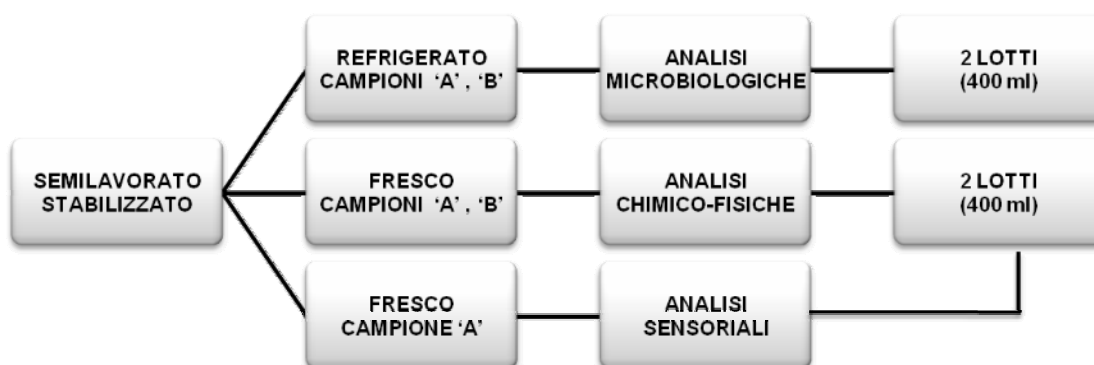 REFRIGERATO
CAMPIONI ‘A’ , ‘B’
ANALISI
MICROBIOLOGICHE
2 LOTTI
(400 ml)
SEMILAVORATO
STABILIZZATO
FRESCO
CAMPIONI ‘A’ , ‘B’
ANALISI
CHIMICO-FISICHE
2 LOTTI
(400 ml)
FRESCO
CAMPIONE ‘A’
ANALISI
SENSORIALI